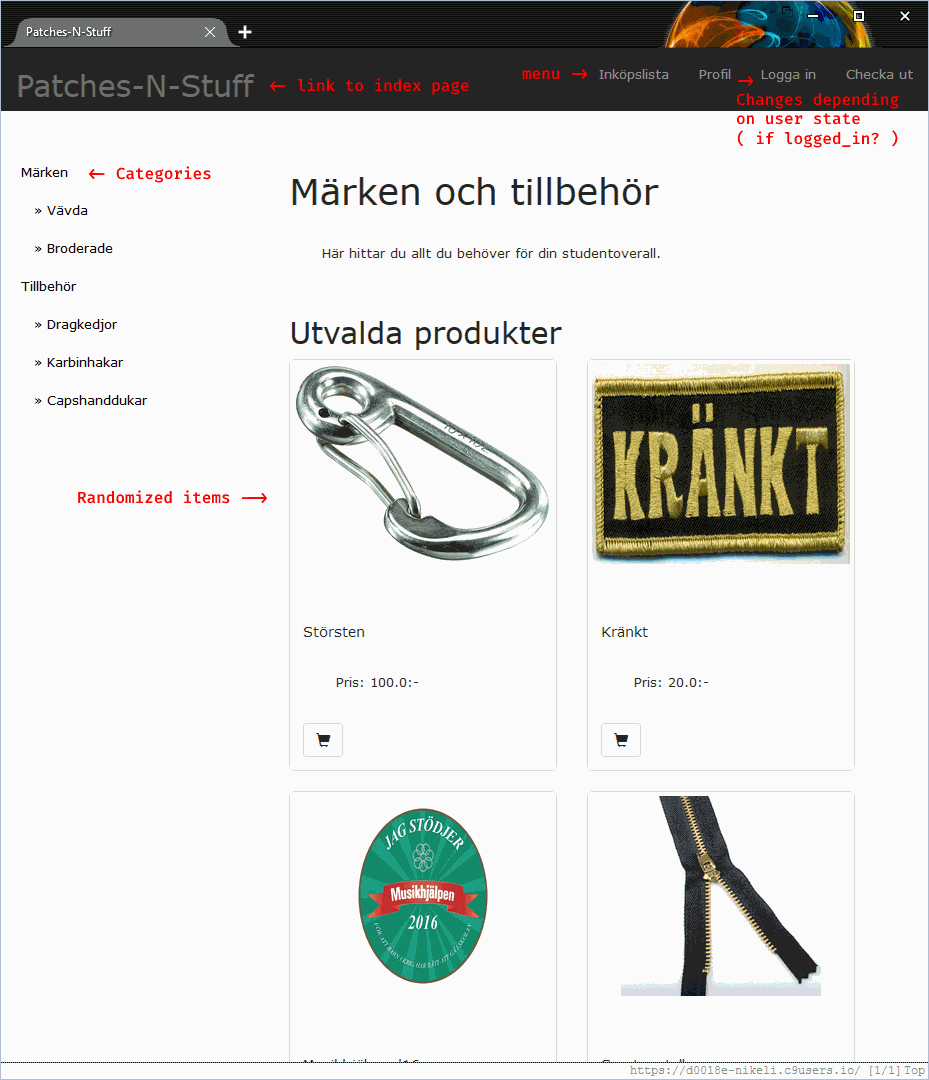 Patches-N-Stuff
Patches-N-Stuff
← link to index page
menu → Inköpslista Profil → Logga in Checka ut
Changes depending
on user state
( if logged_in? )
Märken ← Categories
» Vävda
» Broderade
Tillbehör
» Dragkedjor
» Karbinhakar
» Capshanddukar
Randomized items →
Märken och tillbehör
Här hittar du allt du behöver för din studentoverall.
Utvalda produkter
KRÄNKT
Störsten
Kränkt
Pris: 100.0:-
Pris: 20.0:-
JAG STÖDJER
Musikhjälpen
2016
https://d0018e-nikeli.c9users.io/ [1/1] Top